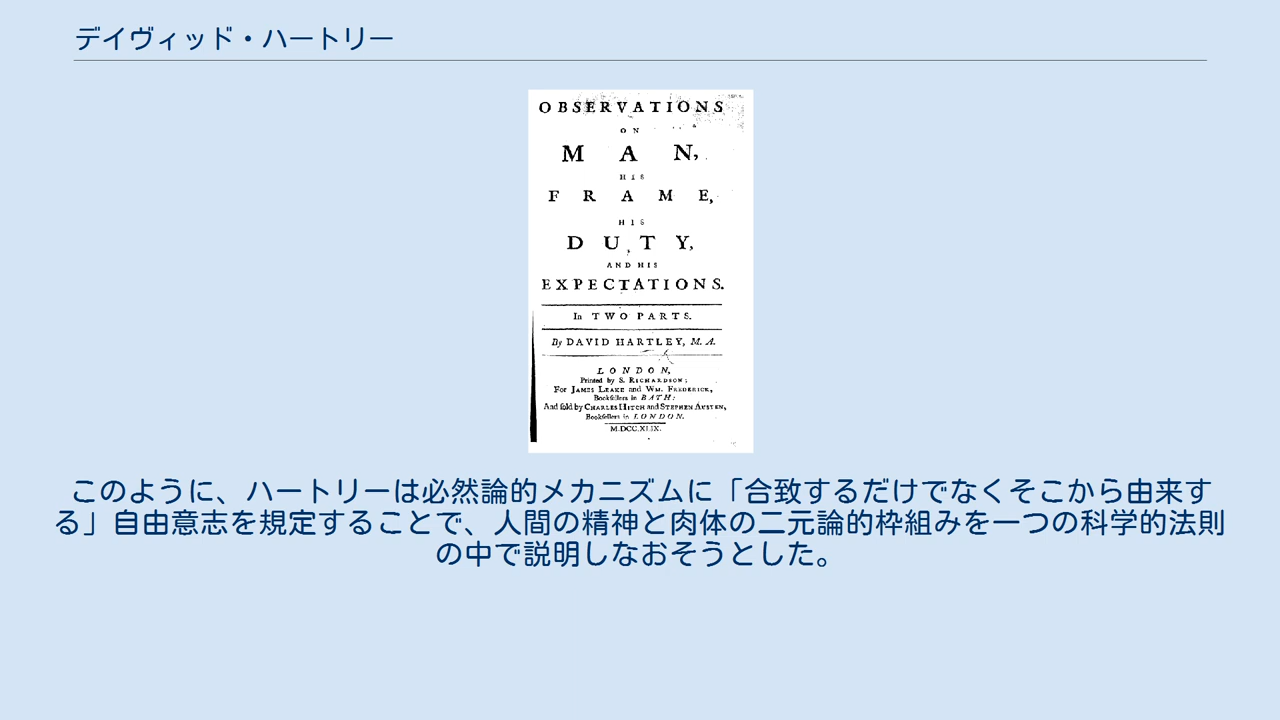 デイヴィッド・ハートリー
OBSERVATIONS
ON
MAN,
HIS
FRAME,
HIS
DUTY,
AND HIS
EXPECTATIONS.
In TWO PARTS.
By DAVID HARTLEY, M. A.
LONDON,
Printed by S. RICHARDSON;
For JAMES LEAKE and WM. FREDERICK,
Booksellers in BATH:
And sold by CHARLES HITCH and STEPHEN AUSTEN,
Booksellers in LONDON.
M.DCC.XLIX.
このように、ハートリーは必然論的メカニズムに「合致するだけでなくそこから由来す
る」自由意志を規定することで、人間の精神と肉体の二元論的枠組みを一つの科学的法則
の中で説明しなおそうとした。